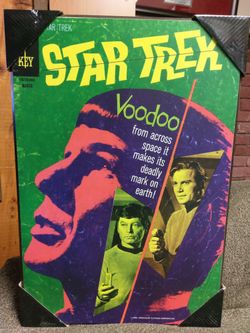 STAR TREK
KEY
STAR TREK
Voodoo
from across
space it
makes its
deadly
mark on
earth!